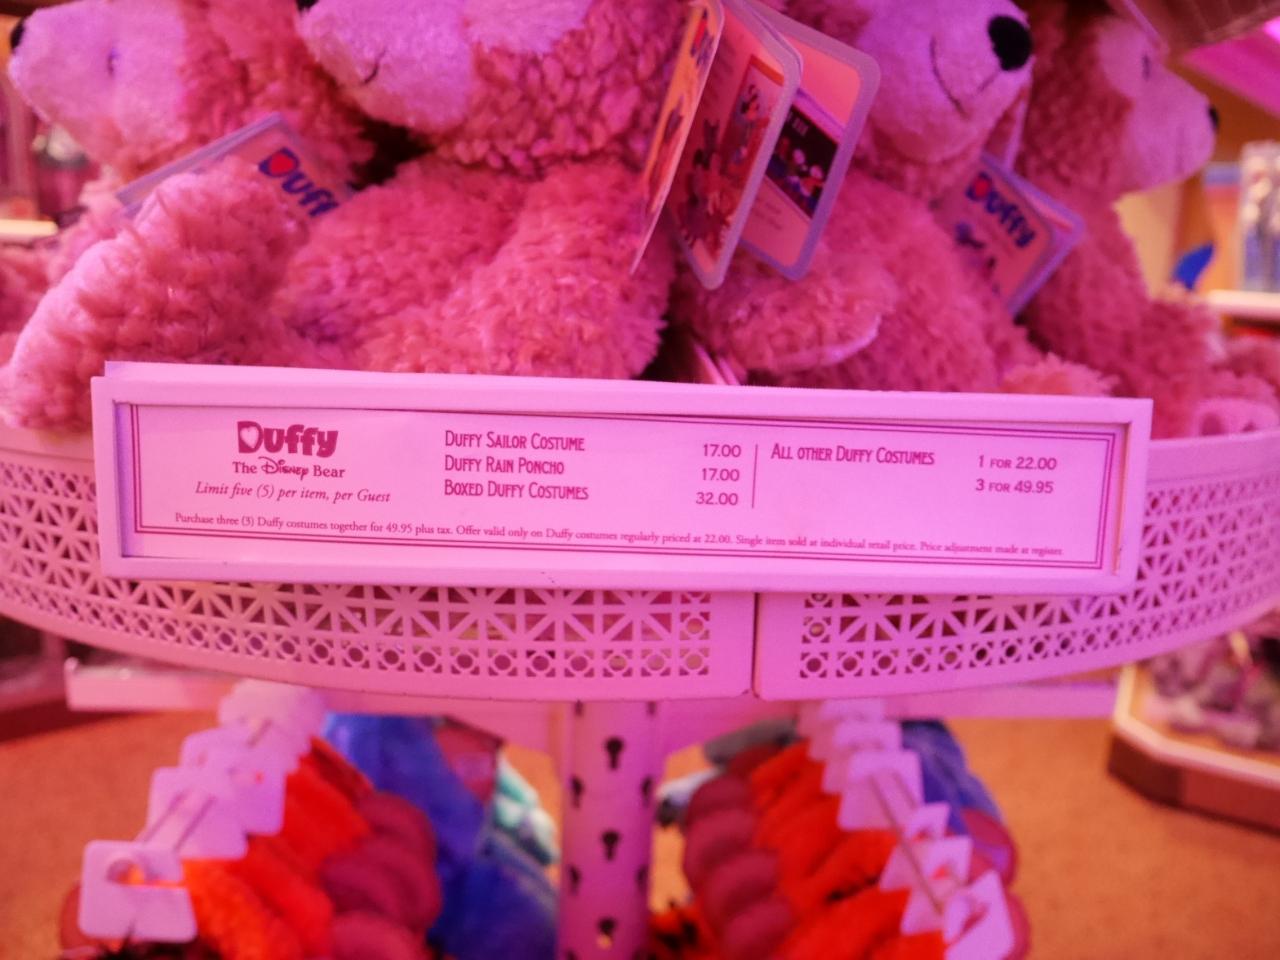 Duffy
Duffy
Duffy
The Disney Bear
Limit five (5) per item, per Guest
Duffy Sailor Costume 17.00
Duffy Rain Poncho 17.00
Boxed Duffy Costumes 32.00
All other Duffy Costumes 1 for 22.00
3 for 49.95
Purchase three (3) Duffy costumes together for 49.95 plus tax. Offer valid only on Duffy costumes regularly priced at 22.00. Single item sold at individual retail price. Price adjustment made at register.